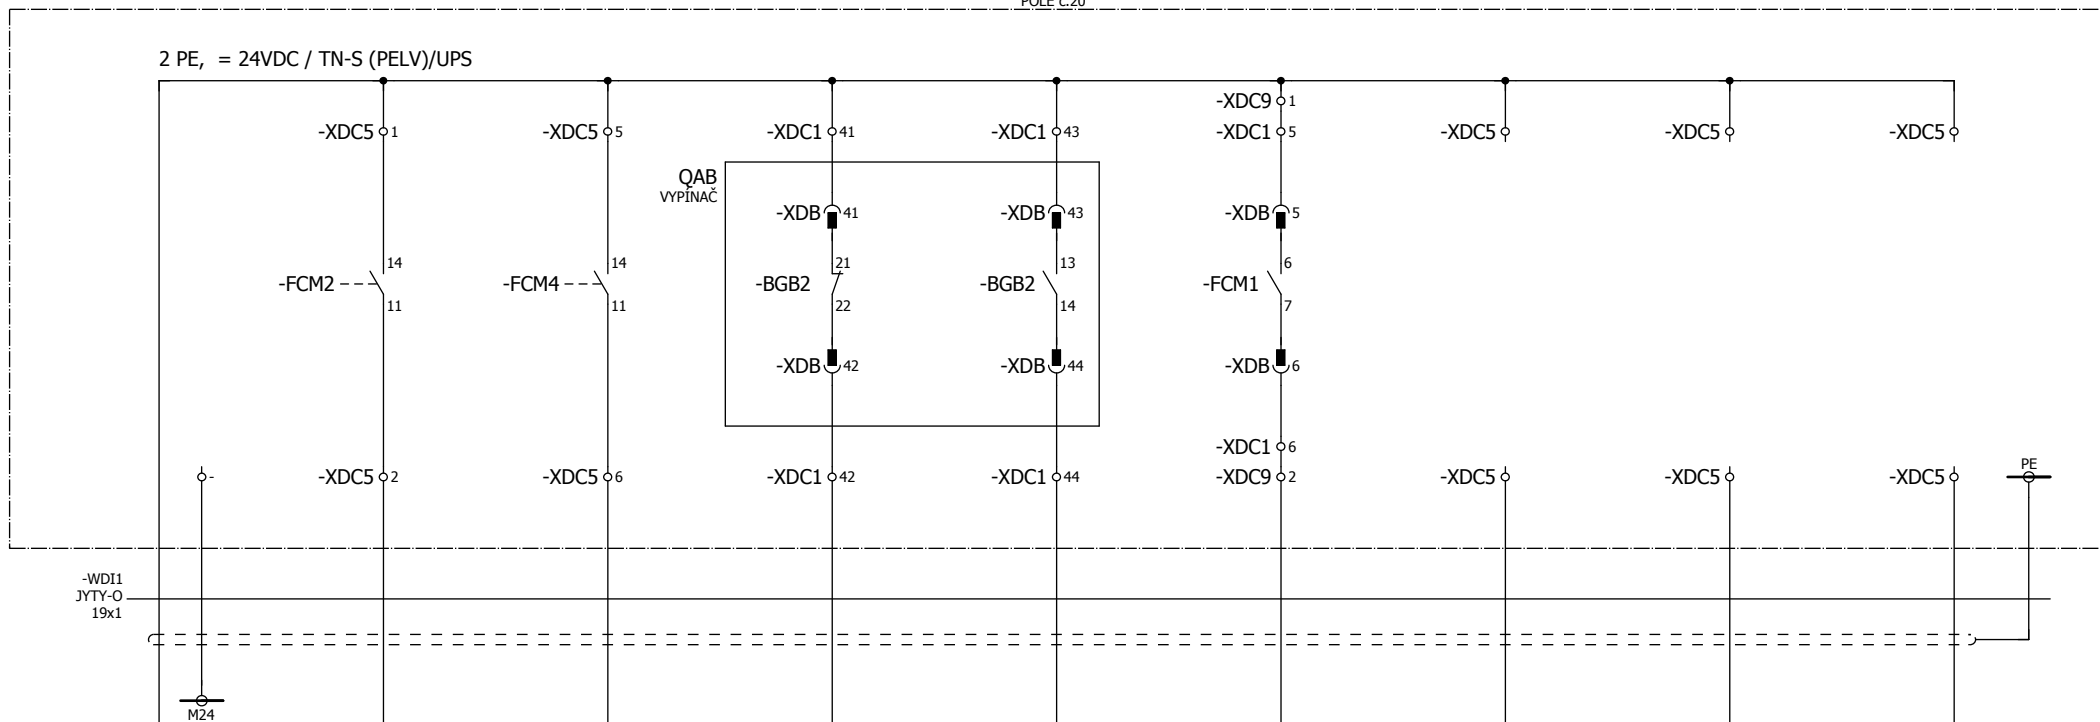 POLE č.20
2 PE,  = 24VDC / TN-S (PELV)/UPS
-XDC9 1
-XDC5 1
-XDC5 5
-XDC1 41
-XDC1 43
-XDC1 5
-XDC5
-XDC5
-XDC5
QAB
VYPÍNAČ
-XDB 41
-XDB 43
-XDB 5
14
14
21
13
6
-FCM2
-FCM4
-BGB2
-BGB2
-FCM1
11
11
22
14
7
-XDB 42
-XDB 44
-XDB 6
-XDC1 6
-
-XDC5 2
-XDC5 6
-XDC1 42
-XDC1 44
-XDC9 2
-XDC5
-XDC5
-XDC5
PE
-WDI1
JYTY-O
19x1
M24